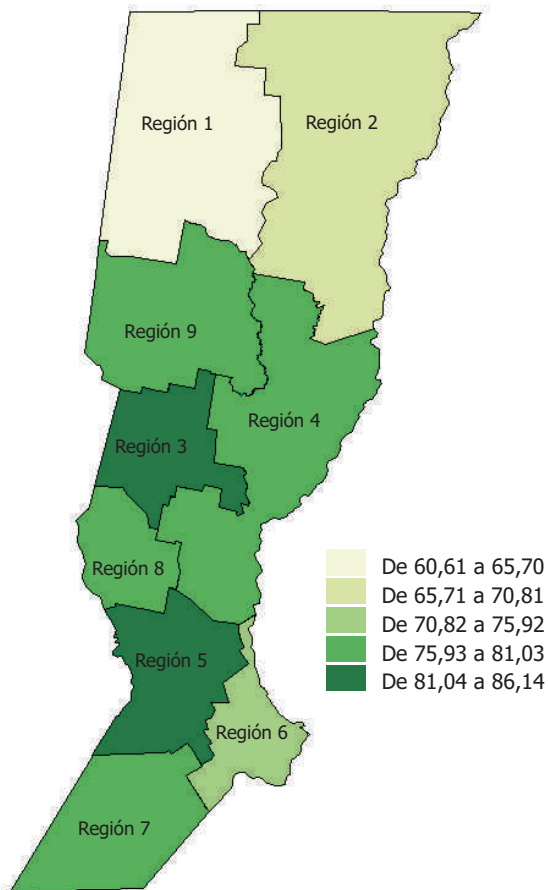 Región 1
Región 2
Región 9
Región 4
Región 3
Región 8
Región 5
Región 6
Región 7
De 60,61 a 65,70
De 65,71 a 70,81
De 70,82 a 75,92
De 75,93 a 81,03
De 81,04 a 86,14